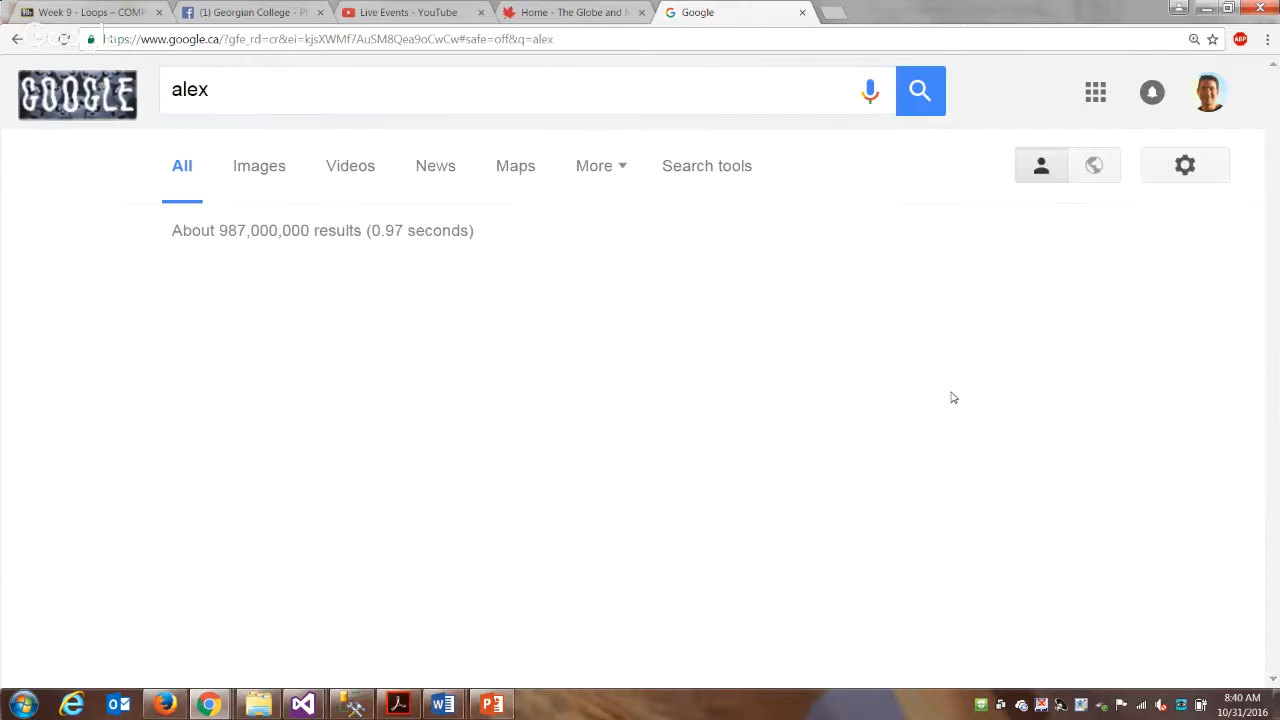 Week 9 - Loops – COMP
(1) Georgian College - Pl
Live Events - YouTube
Home - The Globe and M
Google
https://www.google.ca/?gfe_rd=cr&ei=kjsXWMf7AuSM8Qea9oCwCw#safe=off&q=alex
ABP
GOOGLE
alex
All
Images
Videos
News
Maps
More
Search tools
About 987,000,000 results (0.97 seconds)
8:40 AM
10/31/2016